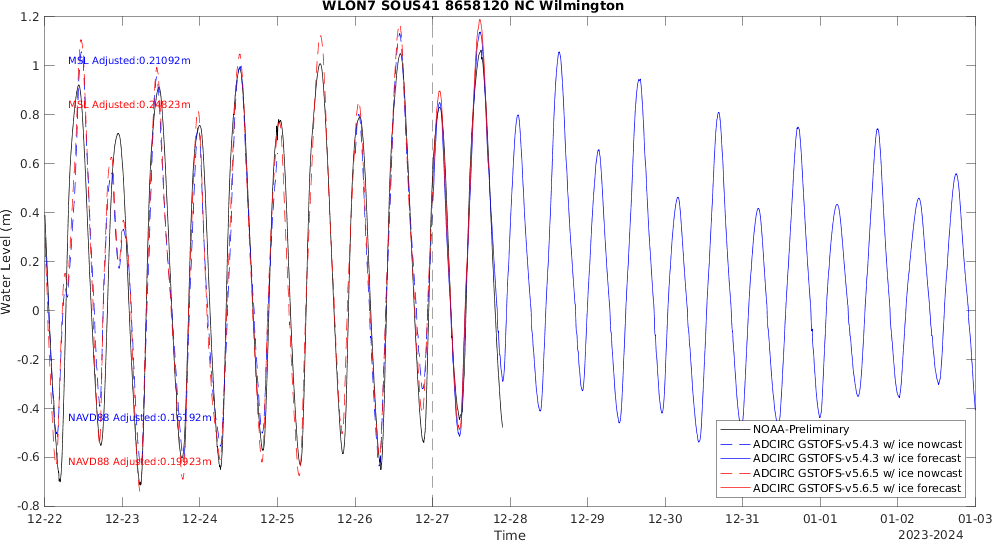 WLON7 SOUS41 8658120 NC Wilmington
1.2
1
0.8
0.6
0.4
0.2
0
-0.2
-0.4
-0.6
-0.8
Water Level (m)
MSL Adjusted:0.21092m
MSL Adjusted:0.24823m
NAVD88 Adjusted:0.16192m
NAVD88 Adjusted:0.19923m
NOAA-Preliminary
ADCIRC GSTOFS-v5.4.3 w/ ice nowcast
ADCIRC GSTOFS-v5.4.3 w/ ice forecast
ADCIRC GSTOFS-v5.6.5 w/ ice nowcast
ADCIRC GSTOFS-v5.6.5 w/ ice forecast
12-22 12-23 12-24 12-25 12-26 12-27 12-28 12-29 12-30 12-31 01-01 01-02 01-03
Time
2023-2024